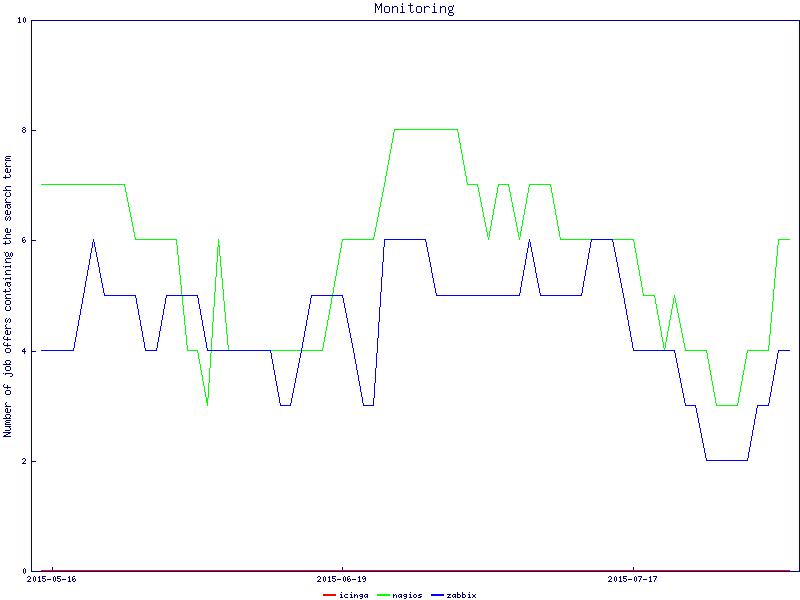 Monitoring
Number of job offers containing the search term
10
8
6
4
2
0
2015-05-16 2015-06-19 2015-07-17
icinga nagios zabbix